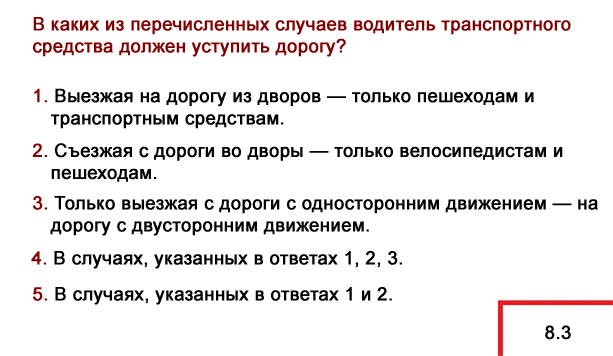 В каких из перечисленных случаев водитель транспортного
средства должен уступить дорогу?
1. Выезжая на дорогу из дворов — только пешеходам и
транспортным средствам.
2. Съезжая с дороги во дворы — только велосипедистам и
пешеходам.
3. Только выезжая с дороги с односторонним движением — на
дорогу с двусторонним движением.
4. В случаях, указанных в ответах 1, 2, 3.
5. В случаях, указанных в ответах 1 и 2.
8.3